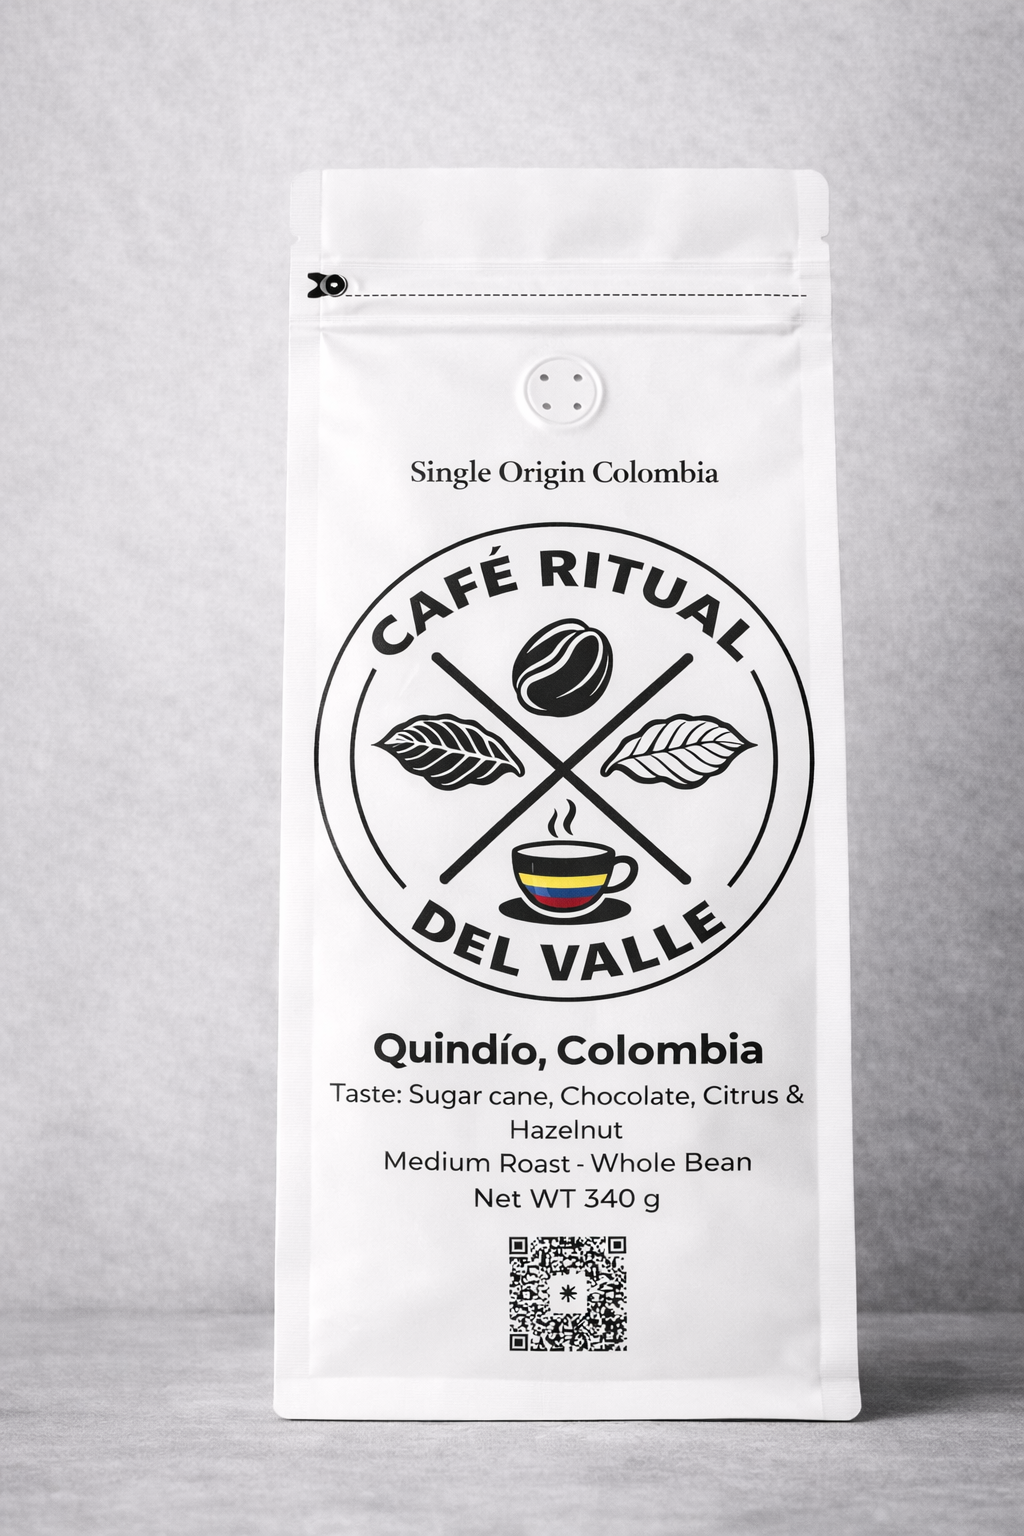 Single Origin Colombia
CAFÉ RITUAL
DEL VALLE
Quindío, Colombia
Taste: Sugar cane, Chocolate, Citrus &
Hazelnut
Medium Roast - Whole Bean
Net WT 340 g